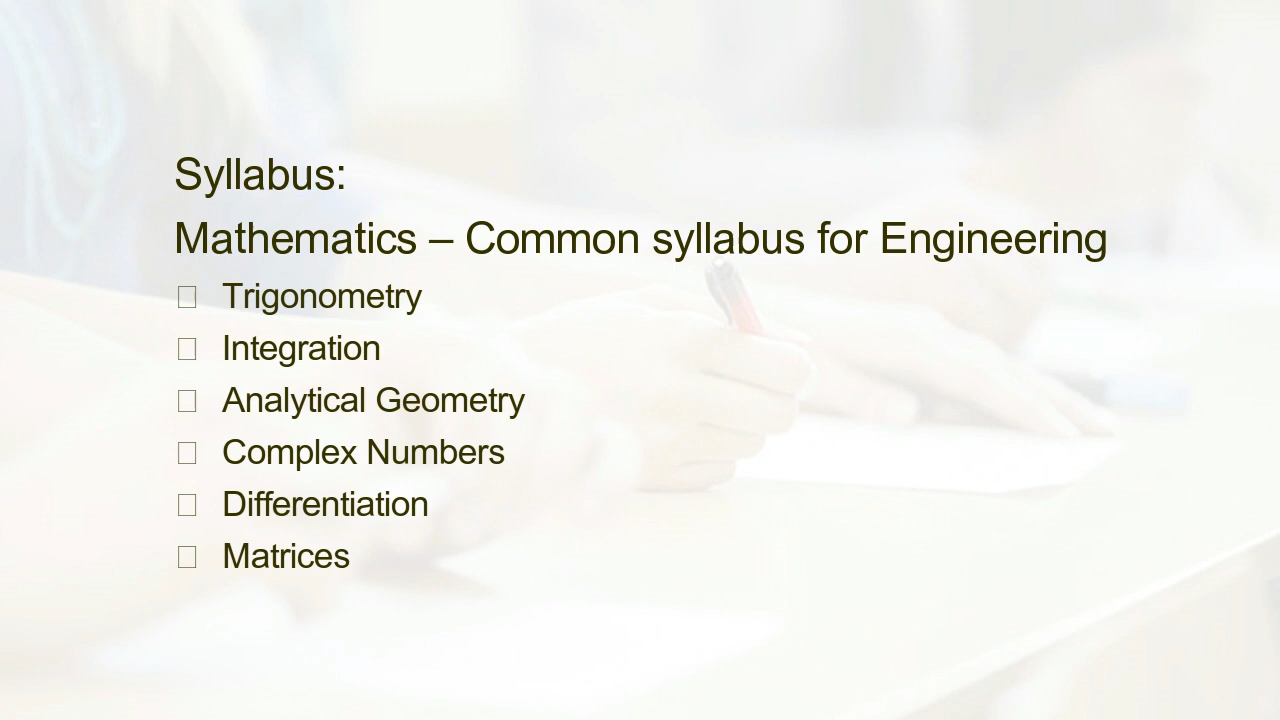 Syllabus:
Mathematics – Common syllabus for Engineering
Trigonometry
Integration
Analytical Geometry
Complex Numbers
Differentiation
Matrices